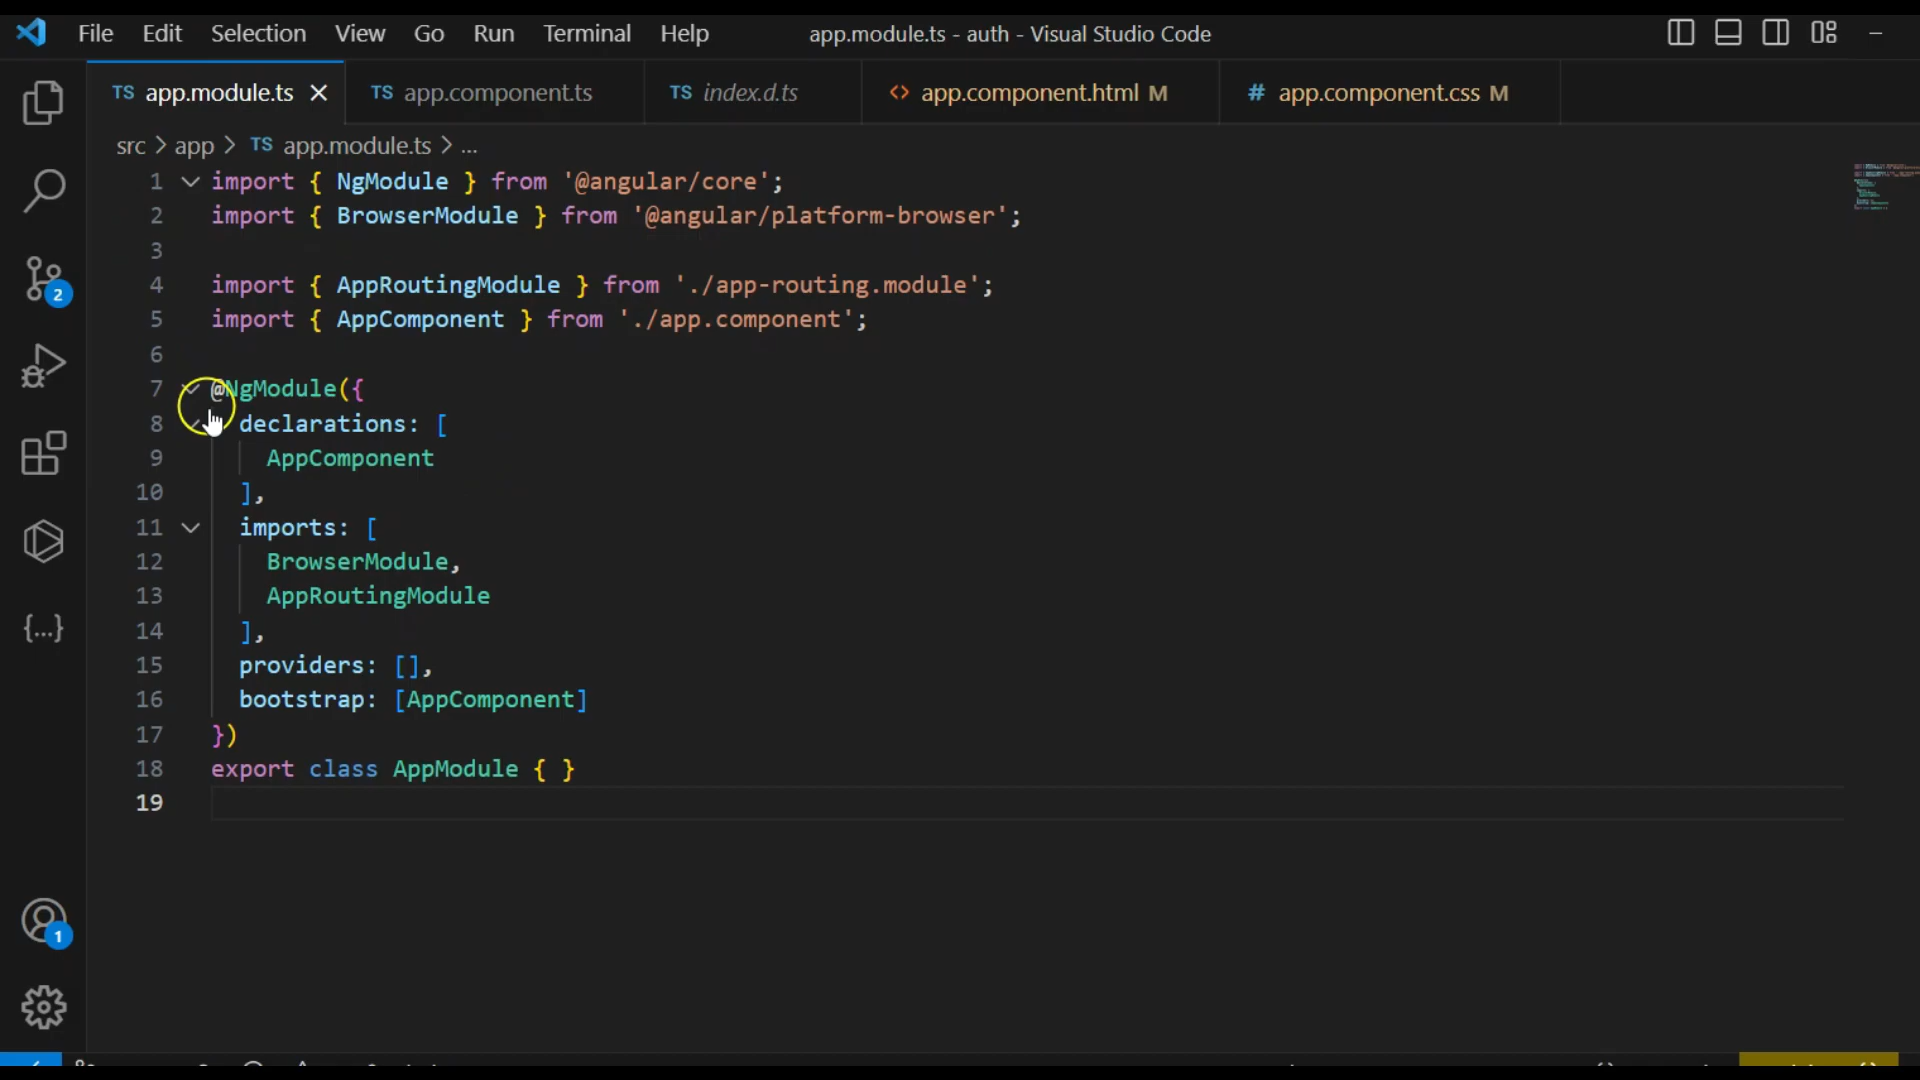 File Edit Selection View Go Run Terminal Help app.module.ts - auth - Visual Studio Code
TS app.module.ts TS app.component.ts TS index.d.ts <> app.component.html M # app.component.css M
src > app > TS app.module.ts > ...
1 import { NgModule } from '@angular/core';
2 import { BrowserModule } from '@angular/platform-browser';
3
4 import { AppRoutingModule } from './app-routing.module';
5 import { AppComponent } from './app.component';
6
7 @NgModule({
8 declarations: [
9 AppComponent
10 ],
11 imports: [
12 BrowserModule,
13 AppRoutingModule
14 ],
15 providers: [],
16 bootstrap: [AppComponent]
17 })
18 export class AppModule { }
19
2
{...}
1